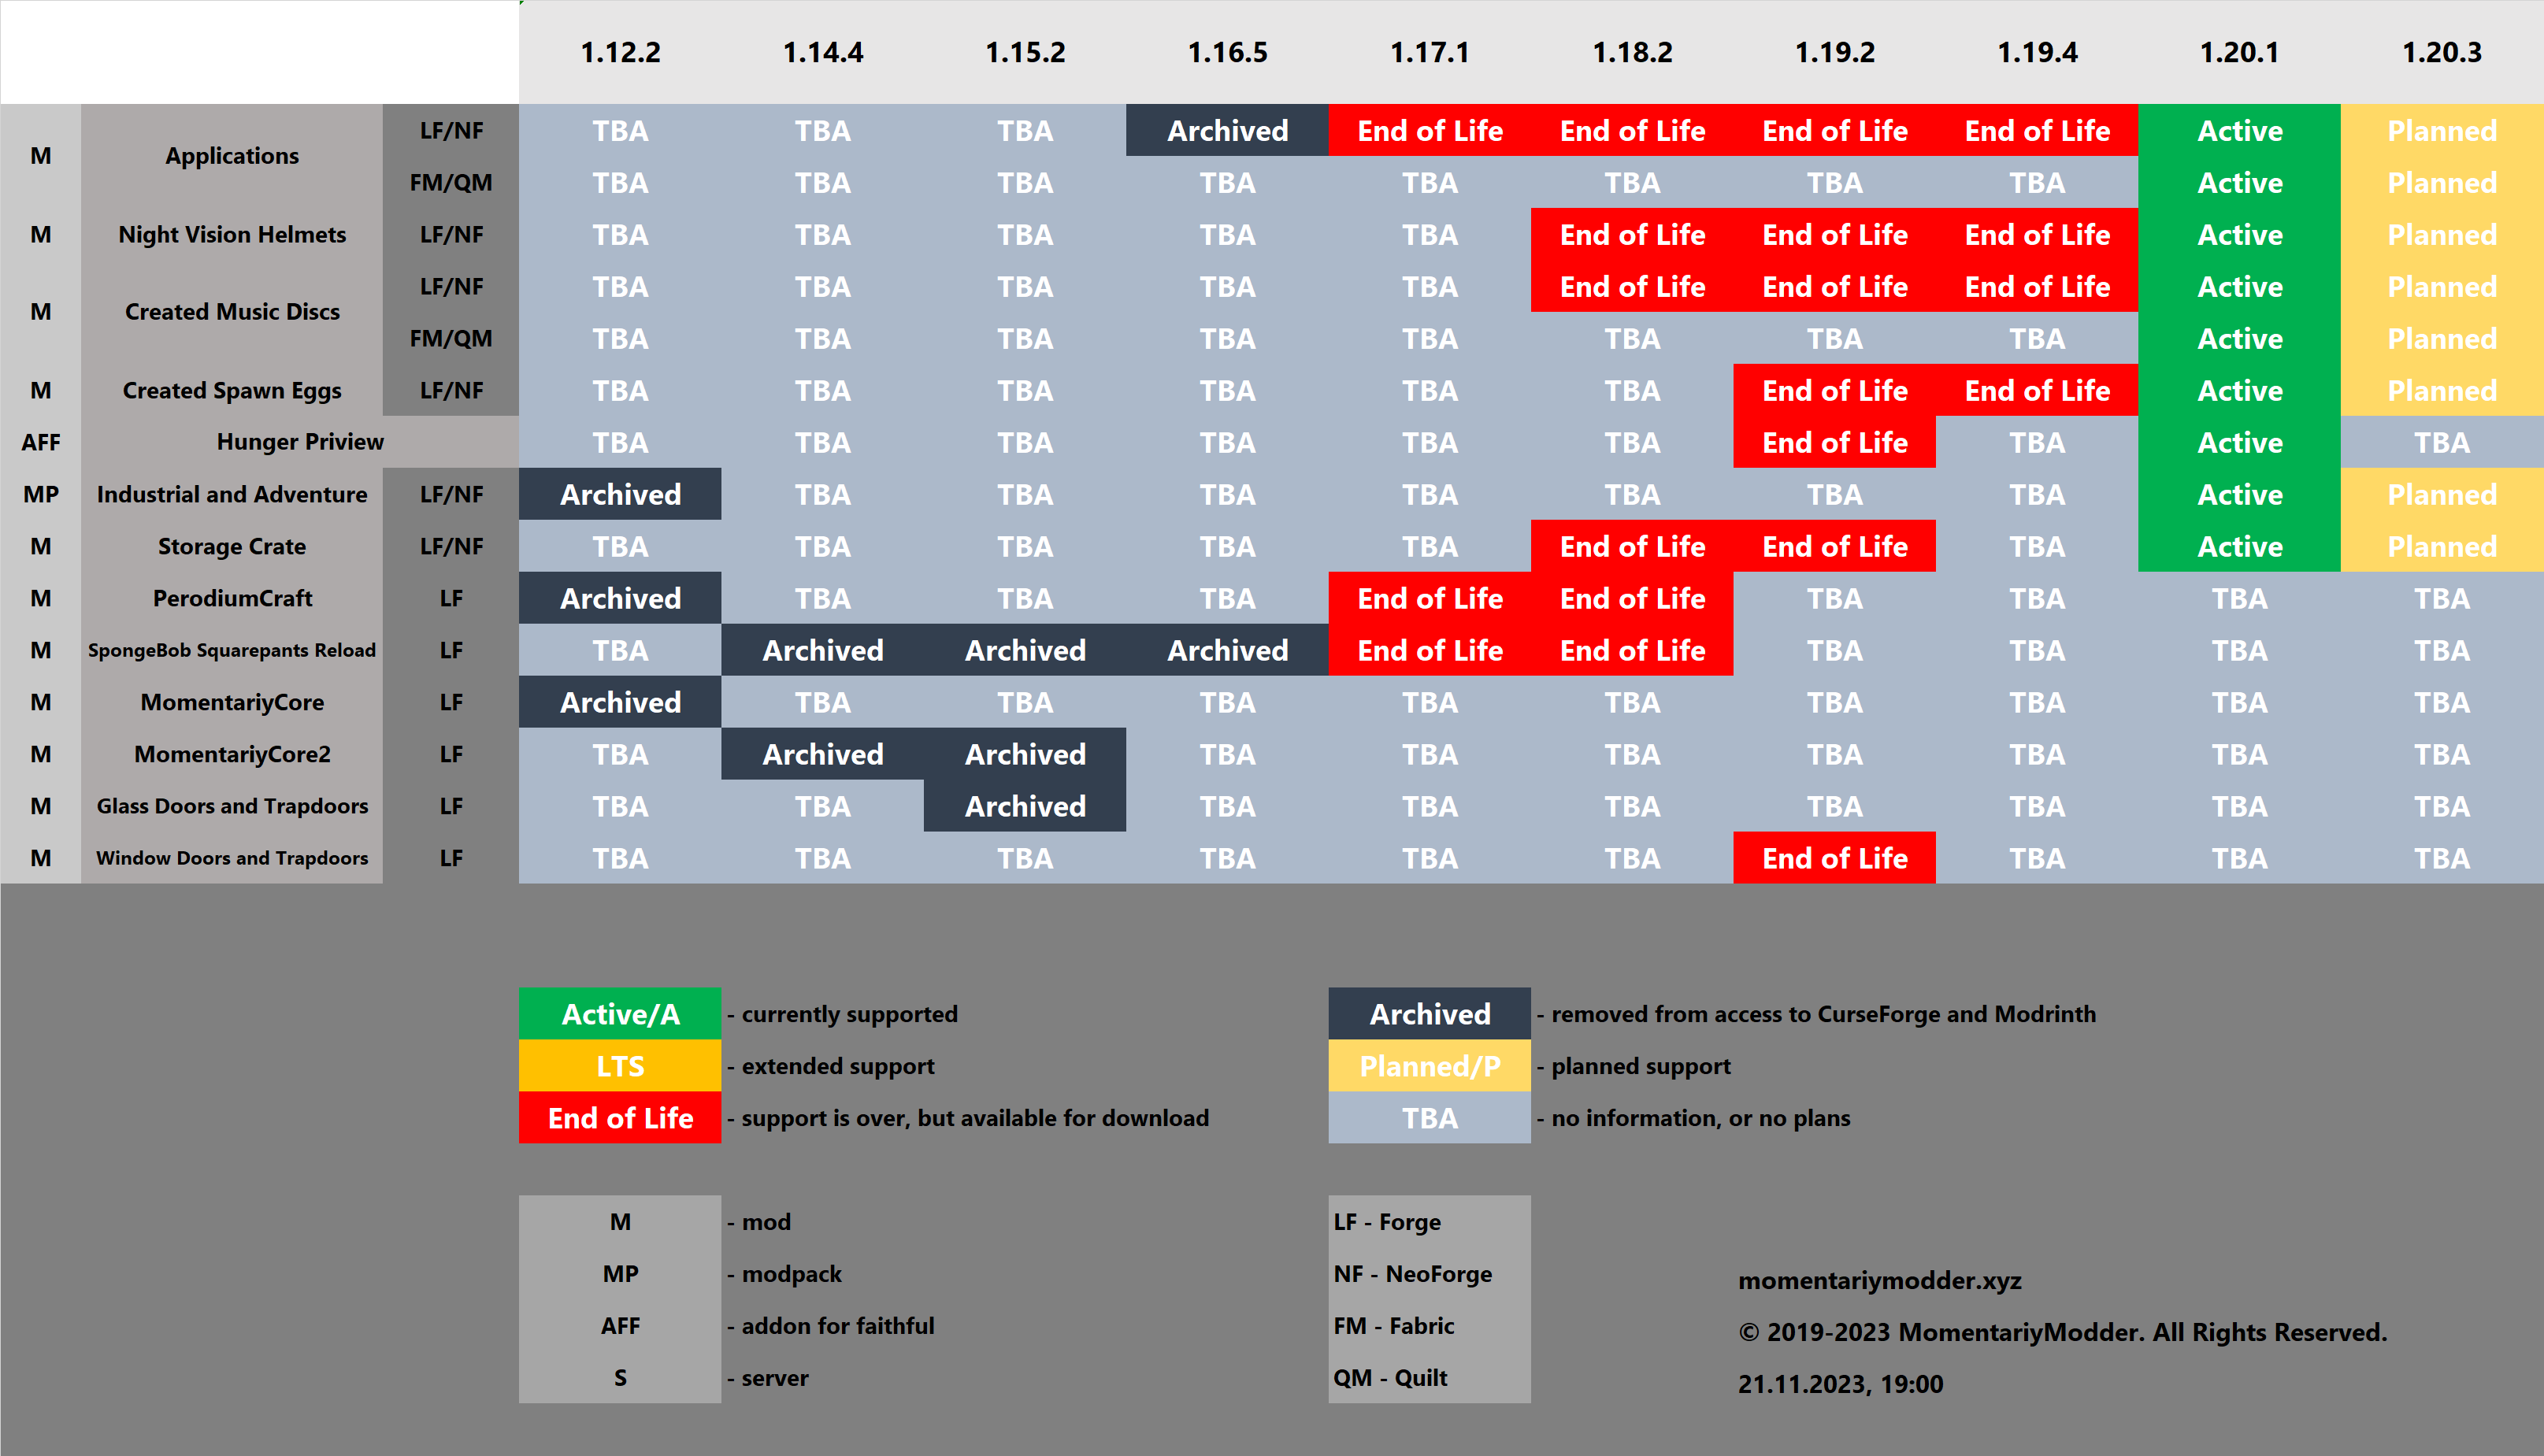 1.12.2 1.14.4 1.15.2 1.16.5 1.17.1 1.18.2 1.19.2 1.19.4 1.20.1 1.20.3
M Applications LF/NF TBA TBA TBA Archived End of Life End of Life End of Life End of Life Active Planned
FM/QM TBA TBA TBA TBA TBA TBA TBA TBA Active Planned
M Night Vision Helmets LF/NF TBA TBA TBA TBA TBA End of Life End of Life End of Life Active Planned
M Created Music Discs LF/NF TBA TBA TBA TBA TBA End of Life End of Life End of Life Active Planned
FM/QM TBA TBA TBA TBA TBA TBA TBA TBA Active Planned
M Created Spawn Eggs LF/NF TBA TBA TBA TBA TBA TBA End of Life End of Life Active Planned
AFF Hunger Priview TBA TBA TBA TBA TBA TBA End of Life TBA Active TBA
MP Industrial and Adventure LF/NF Archived TBA TBA TBA TBA TBA TBA TBA Active Planned
M Storage Crate LF/NF TBA TBA TBA TBA TBA End of Life End of Life TBA Active Planned
M PerodiumCraft LF Archived TBA TBA TBA End of Life End of Life TBA TBA TBA TBA
M SpongeBob Squarepants Reload LF TBA Archived Archived Archived End of Life End of Life TBA TBA TBA TBA
M MomentariyCore LF Archived TBA TBA TBA TBA TBA TBA TBA TBA TBA
M MomentariyCore2 LF TBA Archived Archived TBA TBA TBA TBA TBA TBA TBA
M Glass Doors and Trapdoors LF TBA TBA Archived TBA TBA TBA TBA TBA TBA TBA
M Window Doors and Trapdoors LF TBA TBA TBA TBA TBA TBA End of Life TBA TBA TBA
Active/A - currently supported
LTS - extended support
End of Life - support is over, but available for download
Archived - removed from access to CurseForge and Modrinth
Planned/P - planned support
TBA - no information, or no plans
M - mod
MP - modpack
AFF - addon for faithful
S - server
LF - Forge
NF - NeoForge
FM - Fabric
QM - Quilt
momentariymodder.xyz
© 2019-2023 MomentariyModder. All Rights Reserved.
21.11.2023, 19:00